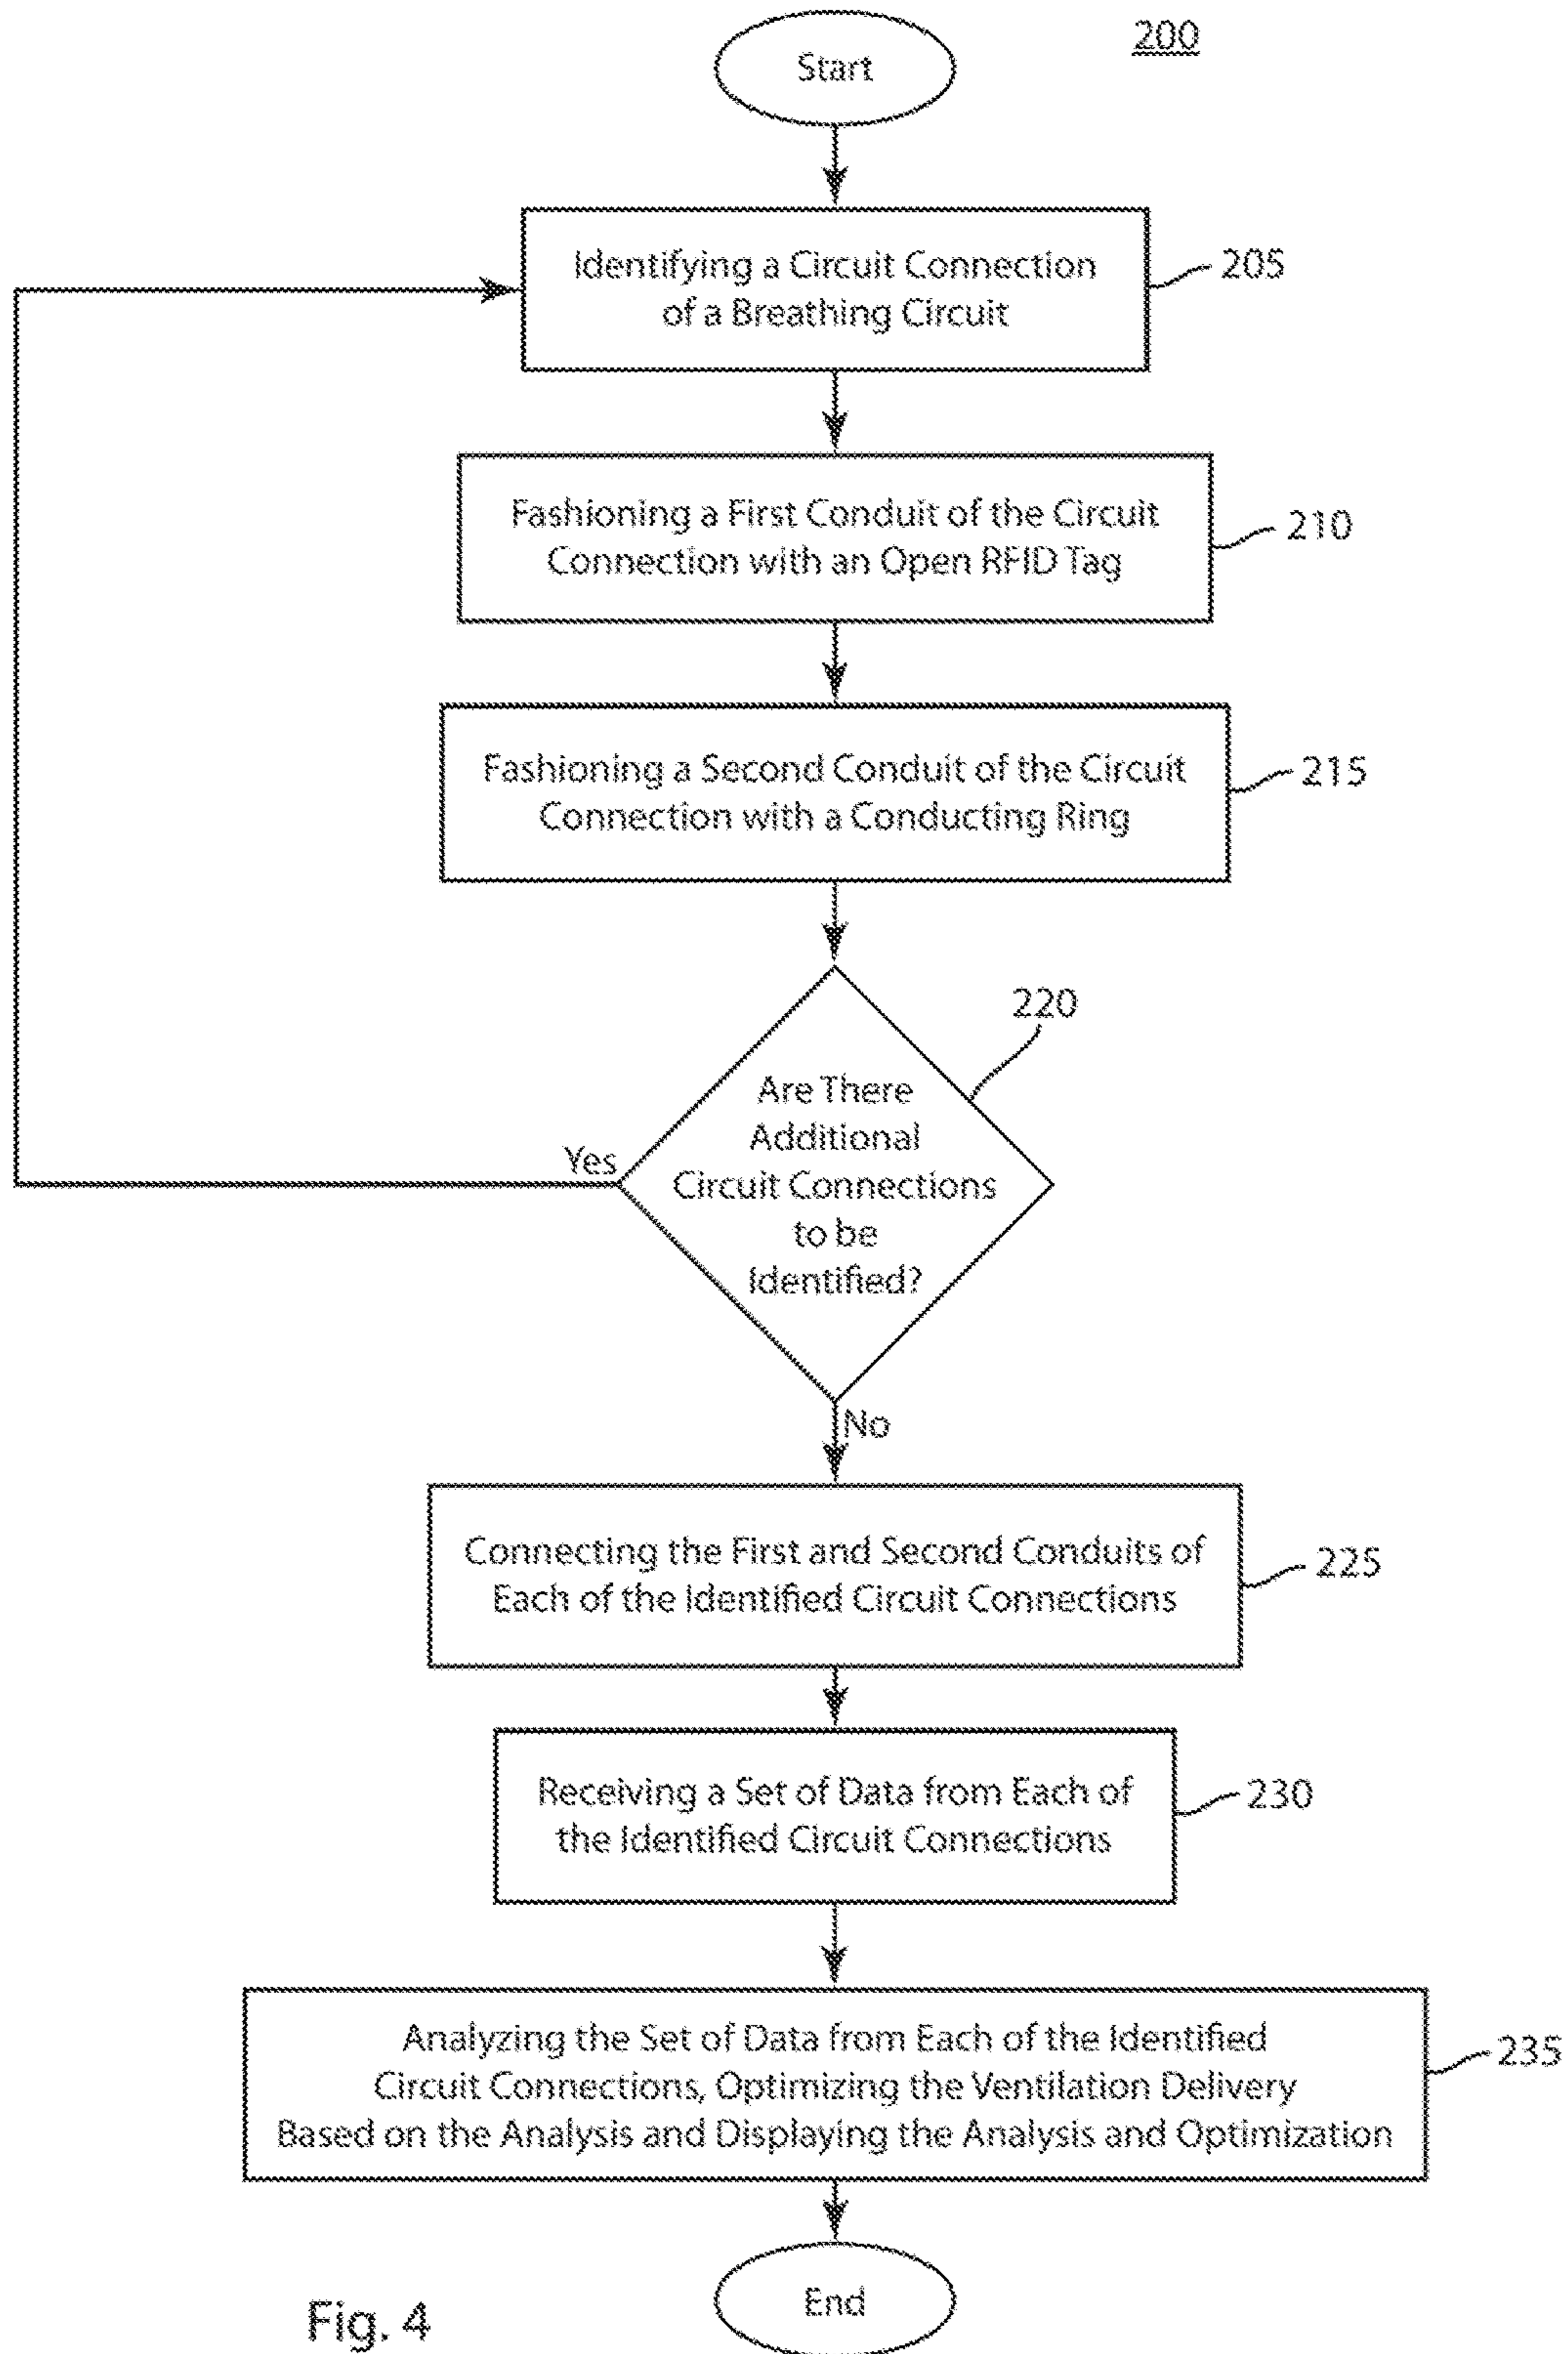 200
Start
Identifying a Circuit Connection
of a Breathing Circuit
205
Fashioning a First Conduit of the Circuit
Connection with an Open RFID Tag
210
Fashioning a Second Conduit of the Circuit
Connection with a Conducting Ring
215
220
Are There
Additional
Circuit Connections
to be
Identified?
Yes
No
Connecting the First and Second Conduits of
Each of the Identified Circuit Connections
225
Receiving a Set of Data from Each of
the Identified Circuit Connections
230
Analyzing the Set of Data from Each of the Identified
Circuit Connections, Optimizing the Ventilation Delivery
Based on the Analysis and Displaying the Analysis and Optimization
235
End
Fig. 4